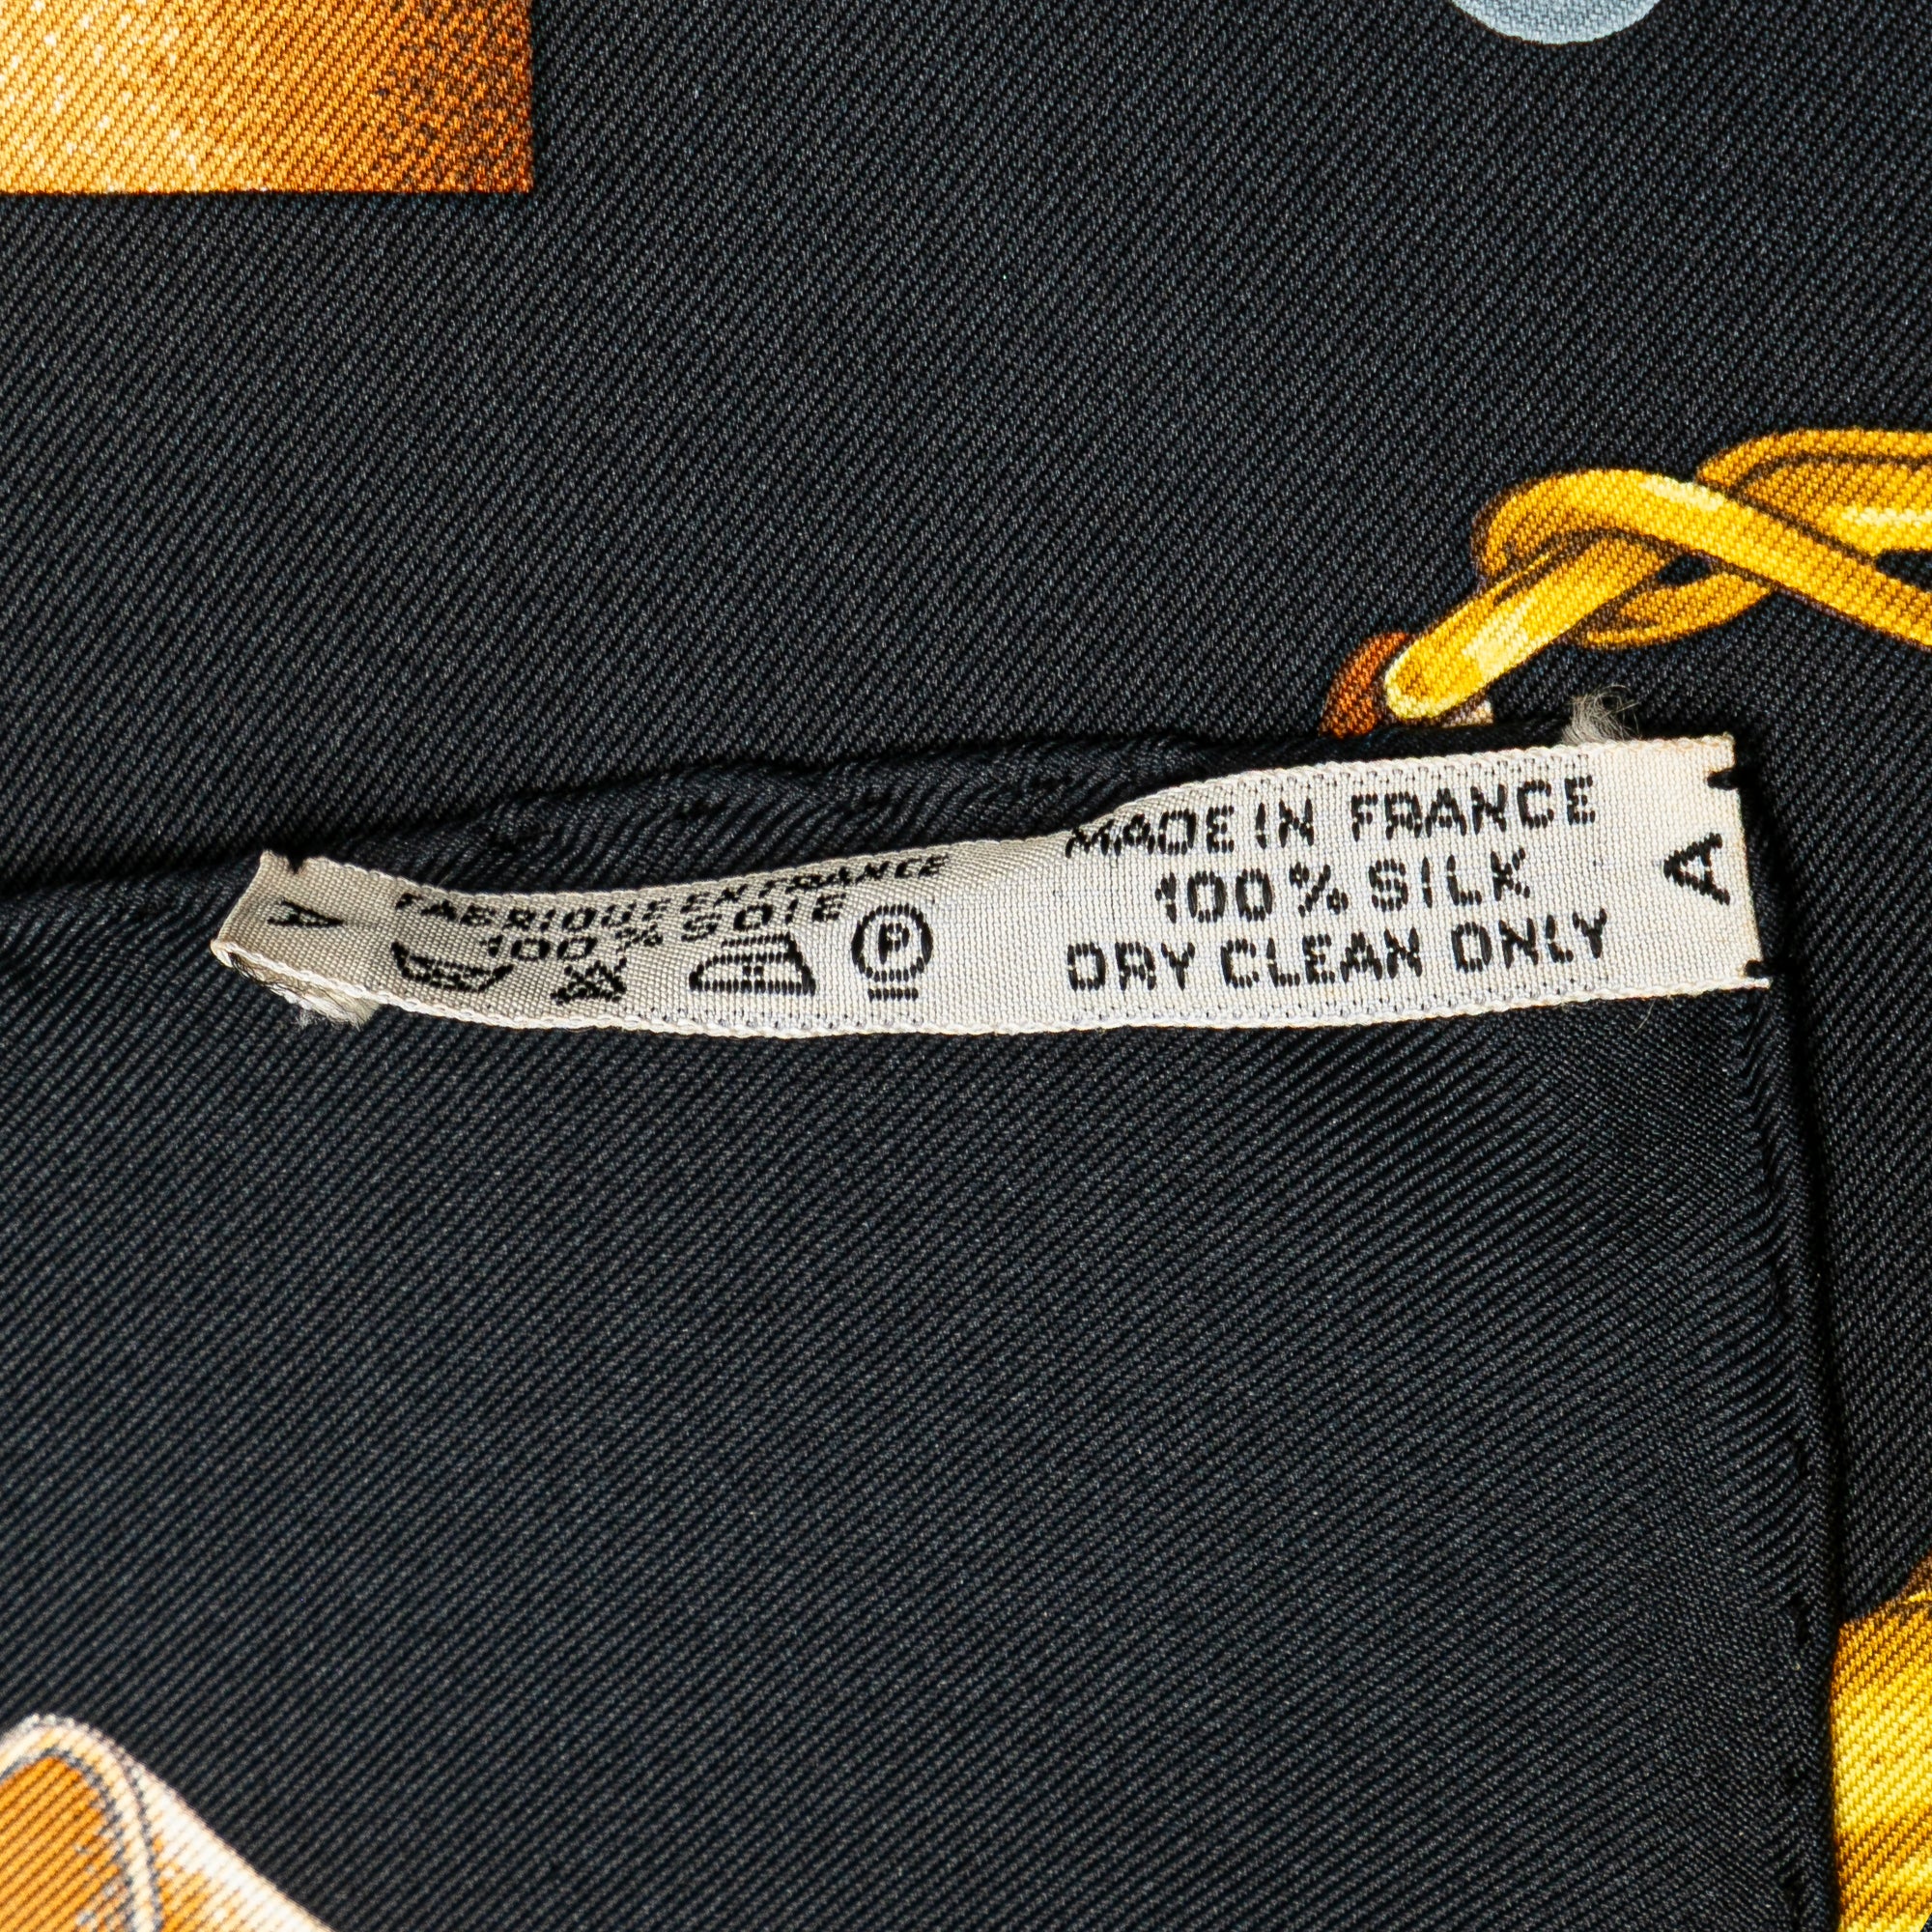 A
FABRIQUE EN FRANCE
100% SOIE
P
MADE IN FRANCE
100% SILK
DRY CLEAN ONLY
A